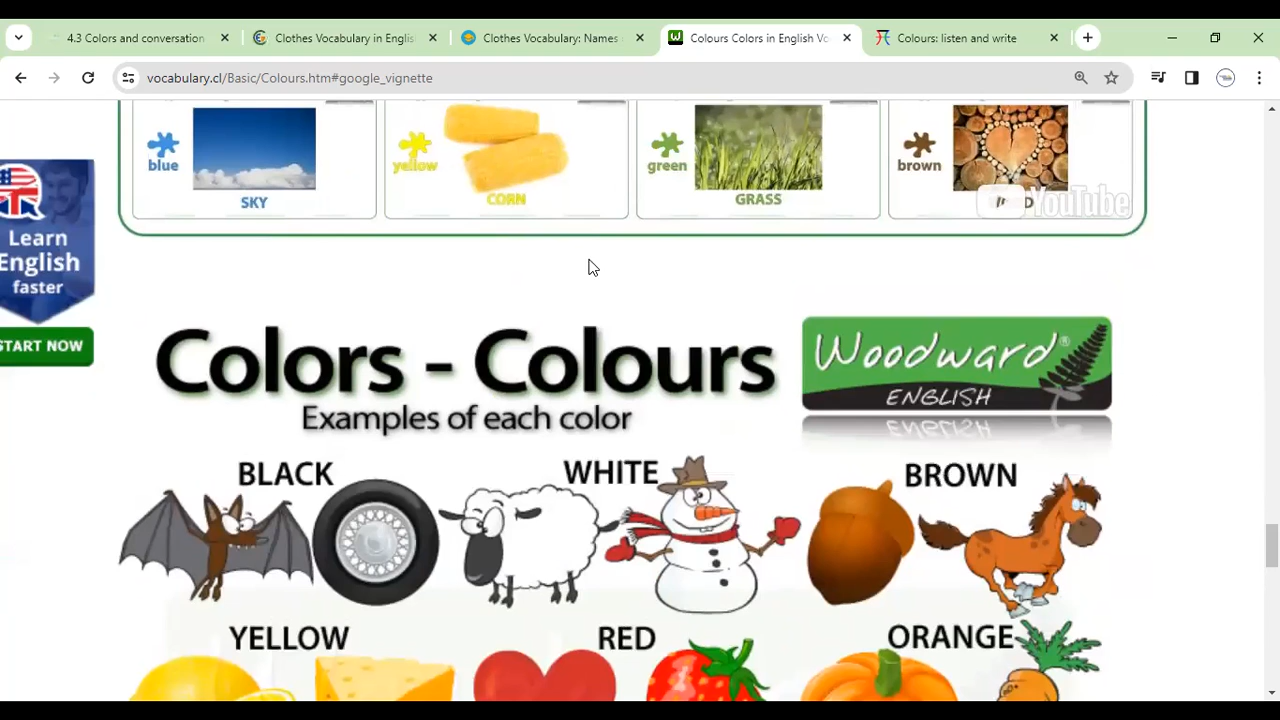 4.3 Colors and conversation
Clothes Vocabulary in Englis
Clothes Vocabulary: Names
Colours Colors in English Vo
Colours: listen and write
vocabulary.cl/Basic/Colours.htm#google_vignette
blue
SKY
yellow
CORN
green
GRASS
brown
YouTube
Learn
English
faster
START NOW
Colors - Colours
Examples of each color
Woodward®
ENGLISH
BLACK
WHITE
BROWN
YELLOW
RED
ORANGE